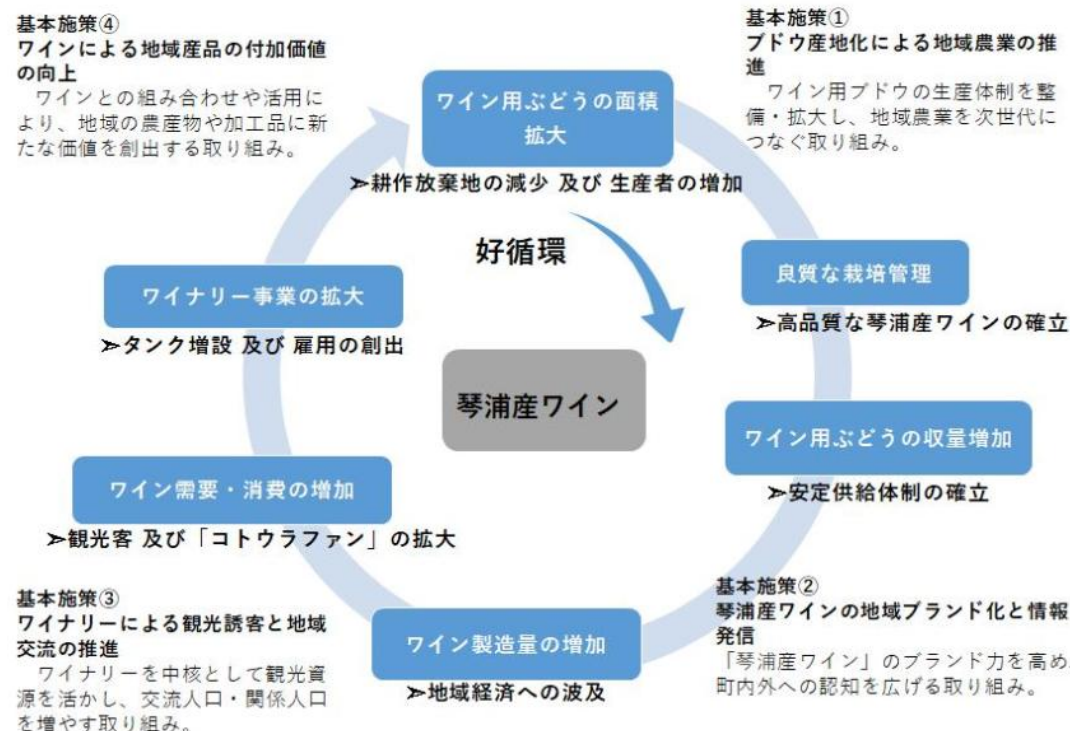 基本施策④
ワインによる地域産品の付加価値
の向上
ワインとの組み合わせや活用に
より、地域の農産物や加工品に新
たな価値を創出する取り組み。
基本施策①
ブドウ産地化による地域農業の推
進
ワイン用ブドウの生産体制を整
備・拡大し、地域農業を次世代に
つなぐ取り組み。
ワイン用ぶどうの面積
拡大
➤耕作放棄地の減少 及び 生産者の増加
好循環
良質な栽培管理
➤高品質な琴浦産ワインの確立
ワイナリー事業の拡大
➤タンク増設 及び 雇用の創出
琴浦産ワイン
ワイン用ぶどうの収量増加
➤安定供給体制の確立
ワイン需要・消費の増加
➤観光客 及び「コトウラファン」の拡大
ワイン製造量の増加
➤地域経済への波及
基本施策③
ワイナリーによる観光誘客と地域
交流の推進
ワイナリーを中核として観光資
源を活かし、交流人口・関係人口
を増やす取り組み。
基本施策②
琴浦産ワインの地域ブランド化と情報
発信
「琴浦産ワイン」のブランド力を高め、
町内外への認知を広げる取り組み。